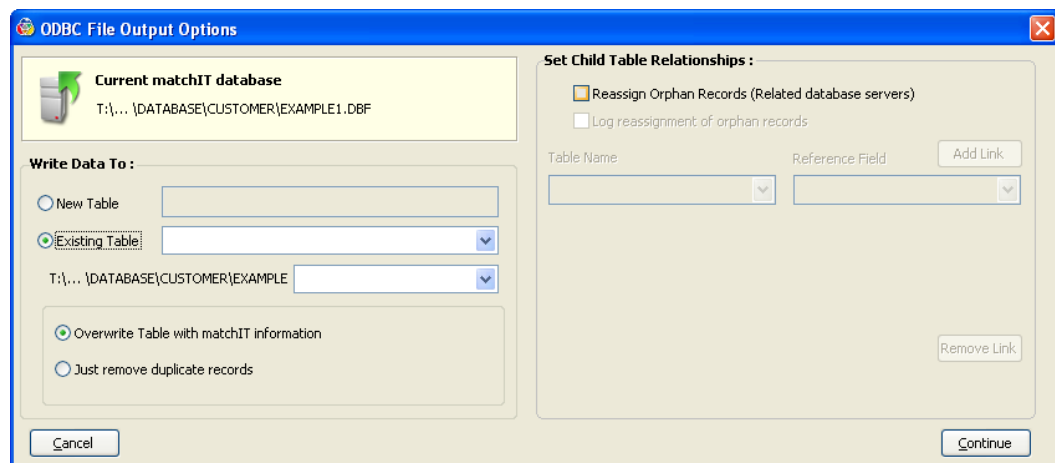 ODBC File Output Options
Current matchIT database
T:\... \DATABASE\CUSTOMER\EXAMPLE1.DBF
Write Data To :
New Table
Existing Table
T:\... \DATABASE\CUSTOMER\EXAMPLE
Overwrite Table with matchIT information
Just remove duplicate records
Cancel
Set Child Table Relationships :
Reassign Orphan Records (Related database servers)
Log reassignment of orphan records
Table Name
Reference Field
Add Link
Remove Link
Continue